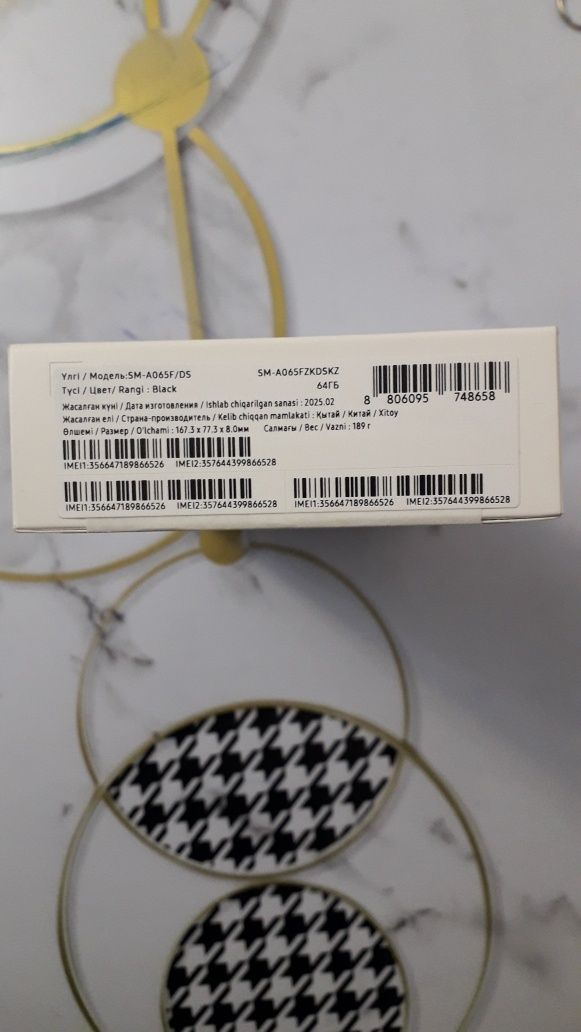 Үлгі / Модель:SM-A065F/DS SM-A065FZKDSKZ
Түсі / Цвет/ Rangi : Black 64ГБ
8 806095 748658
Жасалған күні / Дата изготовления / Ishlab chiqarilgan sanasi : 2025.02
Жасалған елі / Страна-производитель / Kelib chiqqan mamlakati : Қытай / Китай / Xitoy
Өлшемі / Размер / O'lchami : 167.3 x 77.3 x 8.0мм Салмағы / Вес / Vazni : 189 г
IMEI1:356647189866526 IMEI2:357644399866528
IMEI1:356647189866526 IMEI2:357644399866528 IMEI1:356647189866526 IMEI2:357644399866528